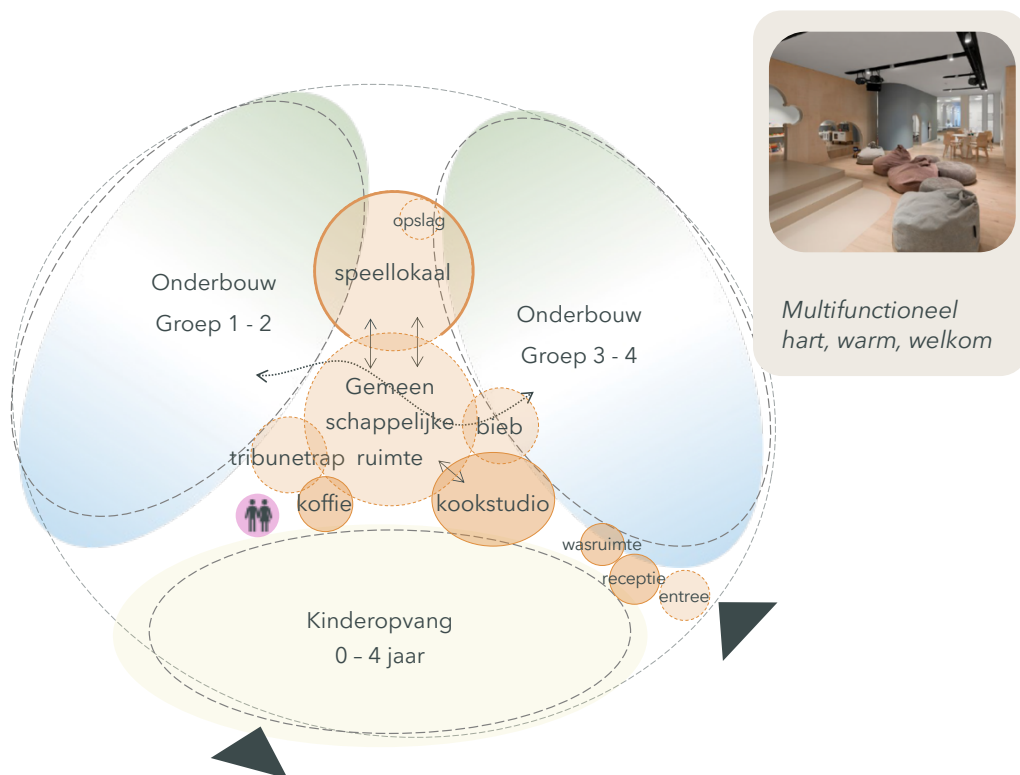 opslag
speellokaal
Onderbouw
Groep 1 - 2
Onderbouw
Groep 3 - 4
Multifunctioneel
hart, warm, welkom
Gemeen
schappelijke
ruimte
bieb
tribunetrap
koffie
kookstudio
wasruimte
receptie
entree
Kinderopvang
0 – 4 jaar